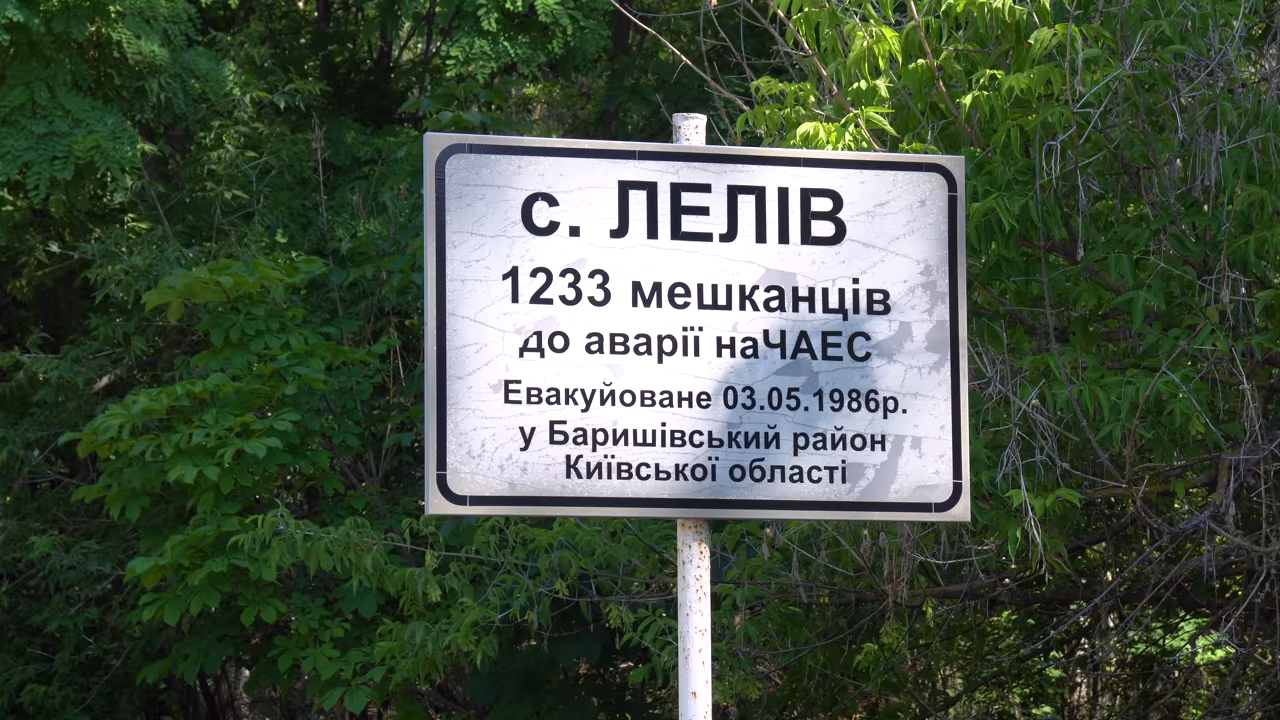 с. ЛЕЛІВ
1233 мешканців
до аварії наЧАЕС
Евакуйоване 03.05.1986р.
у Баришівський район
Київської області